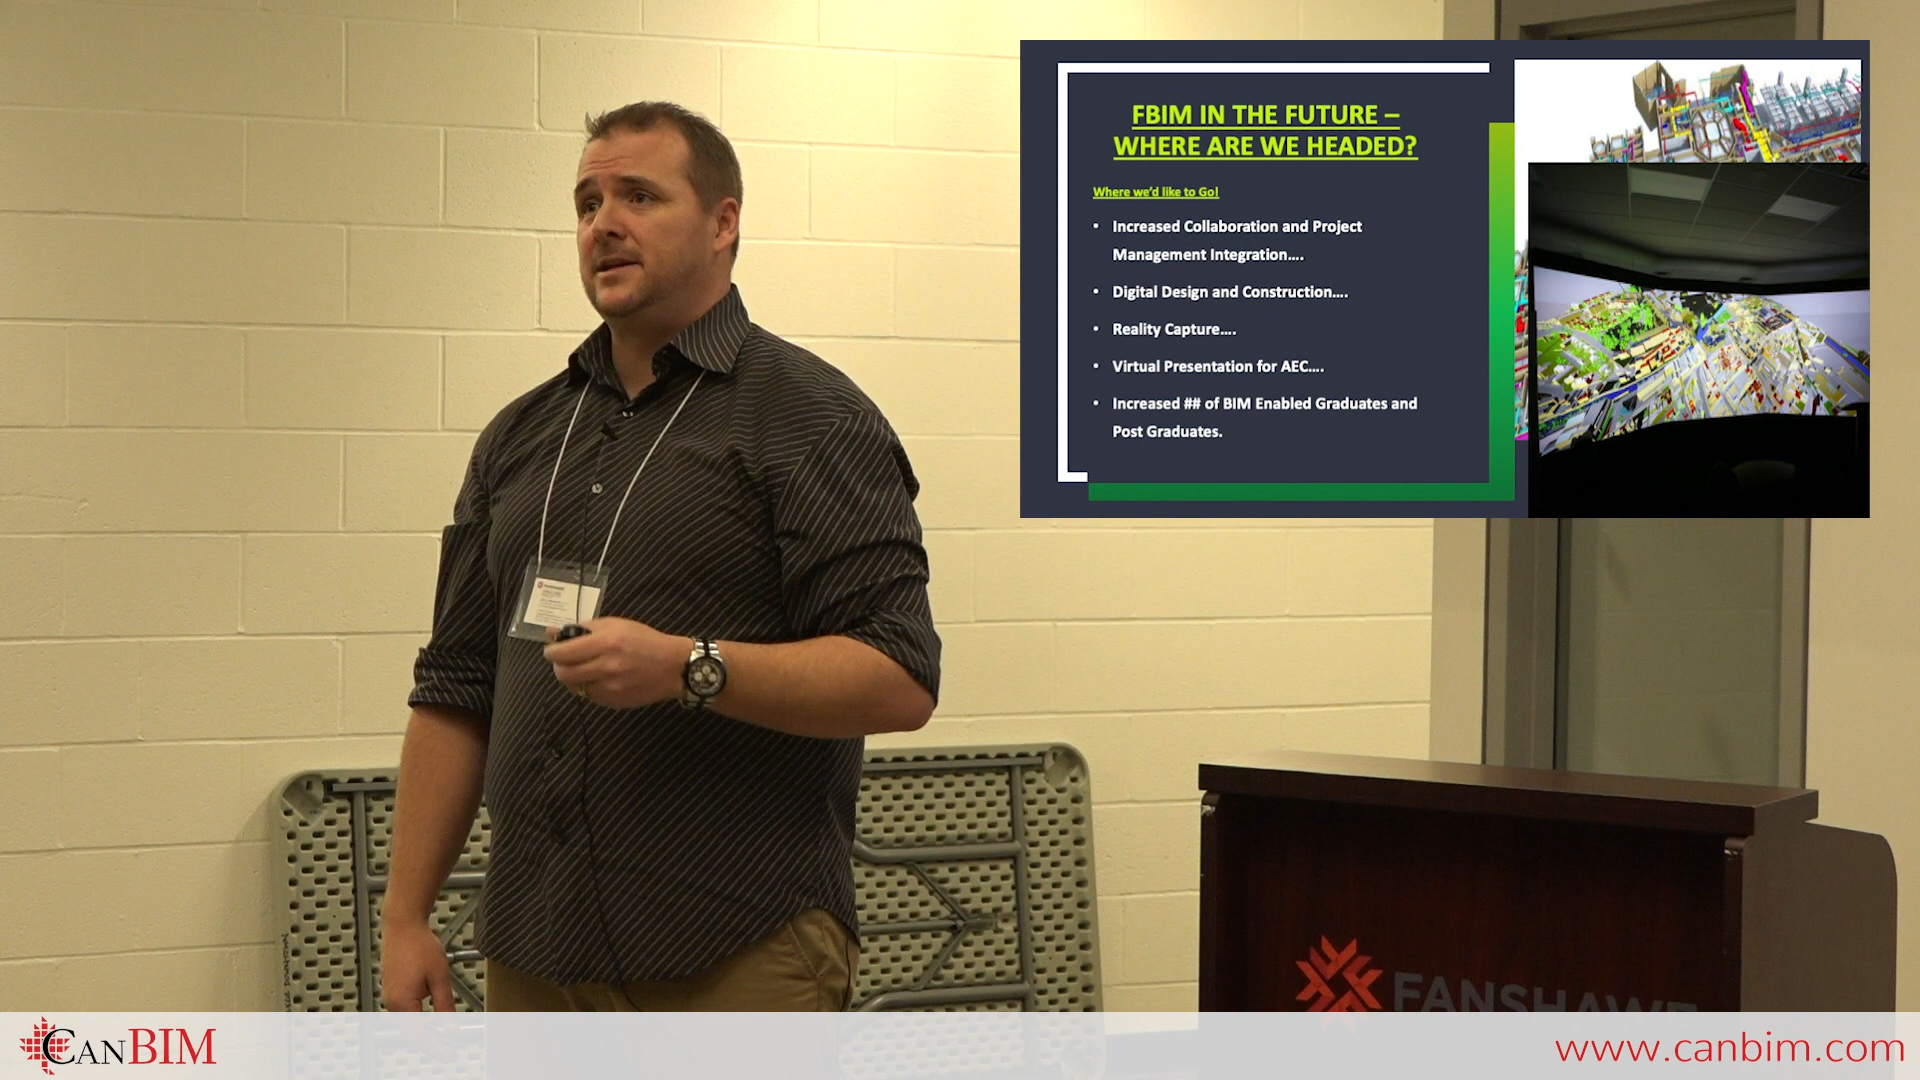 FBIM IN THE FUTURE –
WHERE ARE WE HEADED?
Where we'd like to Go!
• Increased Collaboration and Project
Management Integration....
• Digital Design and Construction....
• Reality Capture....
• Virtual Presentation for AEC....
• Increased ## of BIM Enabled Graduates and
Post Graduates.
FANSHAWE
CANBIM
www.canbim.com